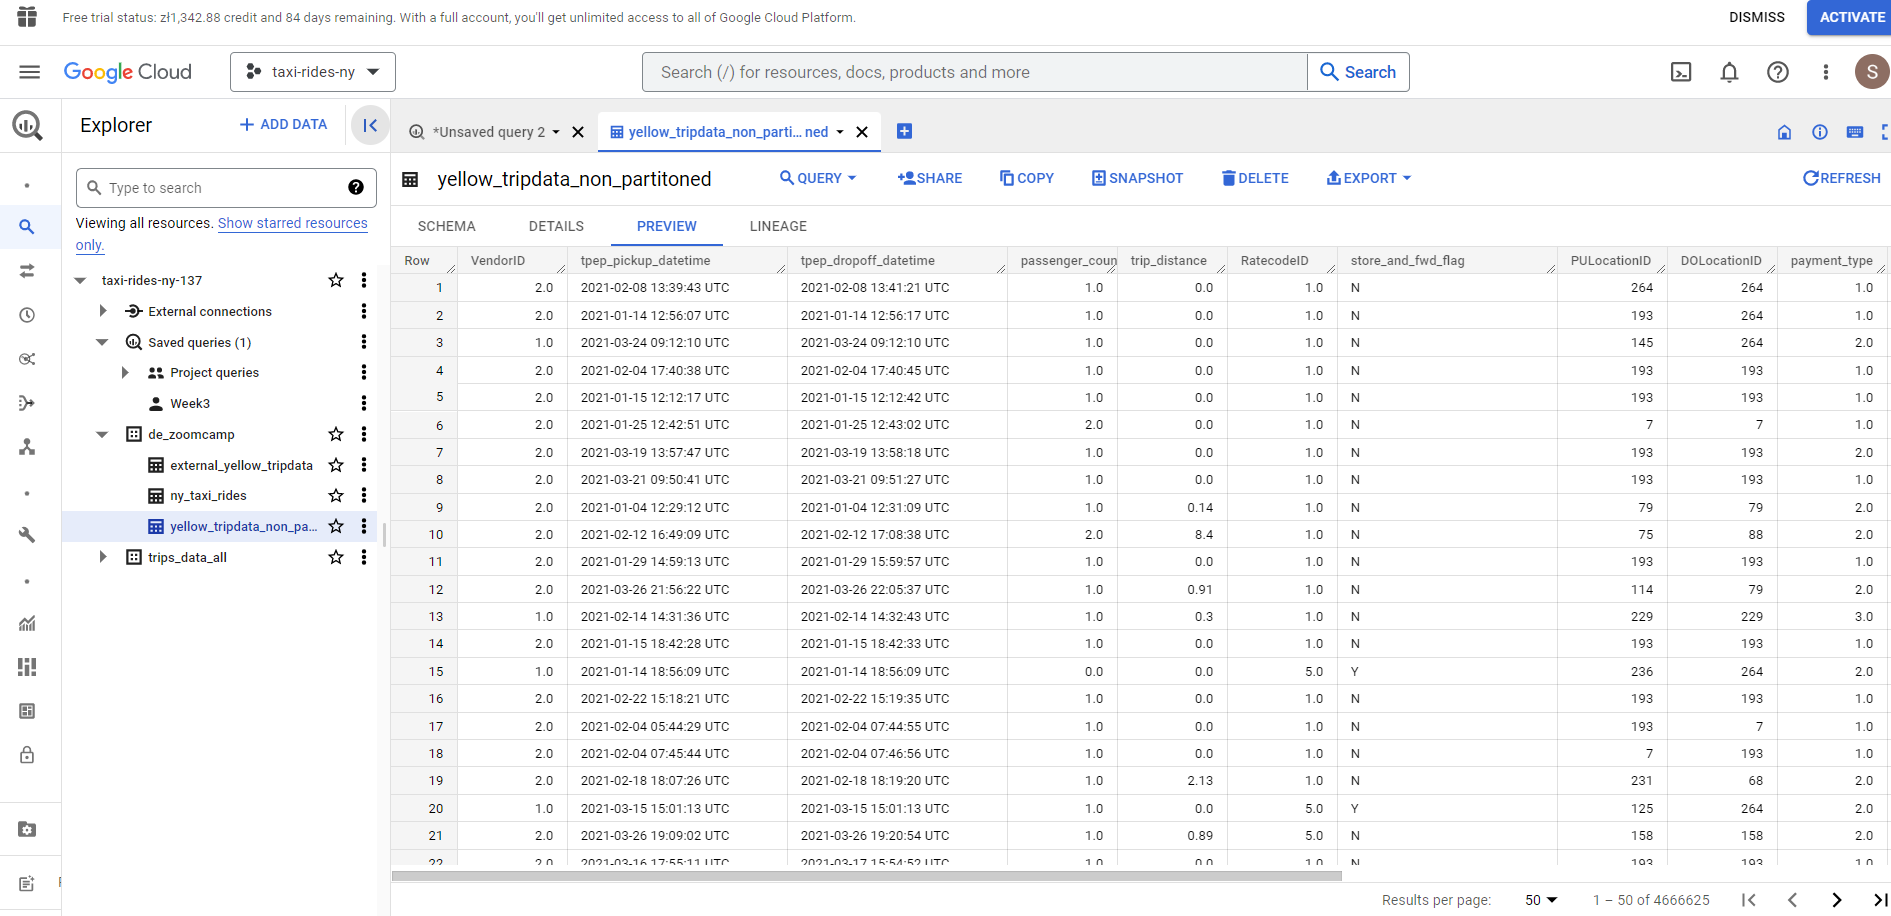 Free trial status: zł1,342.88 credit and 84 days remaining. With a full account, you'll get unlimited access to all of Google Cloud Platform. DISMISS ACTIVATE
Google Cloud taxi-rides-ny Search (/) for resources, docs, products and more Search S
Explorer + ADD DATA
*Unsaved query 2 yellow_tripdata_non_parti... ned
Type to search
Viewing all resources. Show starred resources
only.
taxi-rides-ny-137
External connections
Saved queries (1)
Project queries
Week3
de_zoomcamp
external_yellow_tripdata
ny_taxi_rides
yellow_tripdata_non_pa...
trips_data_all
yellow_tripdata_non_partitoned QUERY SHARE COPY SNAPSHOT DELETE EXPORT REFRESH
SCHEMA DETAILS PREVIEW LINEAGE
Row VendorID tpep_pickup_datetime tpep_dropoff_datetime passenger_coun trip_distance RatecodeID store_and_fwd_flag PULocationID DOLocationID payment_type
1 2.0 2021-02-08 13:39:43 UTC 2021-02-08 13:41:21 UTC 1.0 0.0 1.0 N 264 264 1.0
2 2.0 2021-01-14 12:56:07 UTC 2021-01-14 12:56:17 UTC 1.0 0.0 1.0 N 193 264 1.0
3 1.0 2021-03-24 09:12:10 UTC 2021-03-24 09:12:10 UTC 1.0 0.0 1.0 N 145 264 2.0
4 2.0 2021-02-04 17:40:38 UTC 2021-02-04 17:40:45 UTC 1.0 0.0 1.0 N 193 193 1.0
5 2.0 2021-01-15 12:12:17 UTC 2021-01-15 12:12:42 UTC 1.0 0.0 1.0 N 193 193 1.0
6 2.0 2021-01-25 12:42:51 UTC 2021-01-25 12:43:02 UTC 2.0 0.0 1.0 N 7 7 1.0
7 2.0 2021-03-19 13:57:47 UTC 2021-03-19 13:58:18 UTC 1.0 0.0 1.0 N 193 193 2.0
8 2.0 2021-03-21 09:50:41 UTC 2021-03-21 09:51:27 UTC 1.0 0.0 1.0 N 193 193 1.0
9 2.0 2021-01-04 12:29:12 UTC 2021-01-04 12:31:09 UTC 1.0 0.14 1.0 N 79 79 2.0
10 2.0 2021-02-12 16:49:09 UTC 2021-02-12 17:08:38 UTC 2.0 8.4 1.0 N 75 88 2.0
11 2.0 2021-01-29 14:59:13 UTC 2021-01-29 15:59:57 UTC 1.0 0.0 1.0 N 193 193 1.0
12 2.0 2021-03-26 21:56:22 UTC 2021-03-26 22:05:37 UTC 1.0 0.91 1.0 N 114 79 2.0
13 1.0 2021-02-14 14:31:36 UTC 2021-02-14 14:32:43 UTC 1.0 0.3 1.0 N 229 229 3.0
14 2.0 2021-01-15 18:42:28 UTC 2021-01-15 18:42:33 UTC 1.0 0.0 1.0 N 193 193 1.0
15 1.0 2021-01-14 18:56:09 UTC 2021-01-14 18:56:09 UTC 0.0 0.0 5.0 Y 236 264 2.0
16 2.0 2021-02-22 15:18:21 UTC 2021-02-22 15:19:35 UTC 1.0 0.0 1.0 N 193 193 1.0
17 2.0 2021-02-04 05:44:29 UTC 2021-02-04 07:44:55 UTC 1.0 0.0 1.0 N 193 7 1.0
18 2.0 2021-02-04 07:45:44 UTC 2021-02-04 07:46:56 UTC 1.0 0.0 1.0 N 7 193 1.0
19 2.0 2021-02-18 18:07:26 UTC 2021-02-18 18:19:20 UTC 1.0 2.13 1.0 N 231 68 2.0
20 1.0 2021-03-15 15:01:13 UTC 2021-03-15 15:01:13 UTC 1.0 0.0 5.0 Y 125 264 2.0
21 2.0 2021-03-26 19:09:02 UTC 2021-03-26 19:20:54 UTC 1.0 0.89 5.0 N 158 158 2.0
22 2.0 2021-03-16 17:55:11 UTC 2021-03-17 15:54:52 UTC 1.0 0.0 1.0 N 193 193 1.0
Results per page: 50 1 – 50 of 4666625